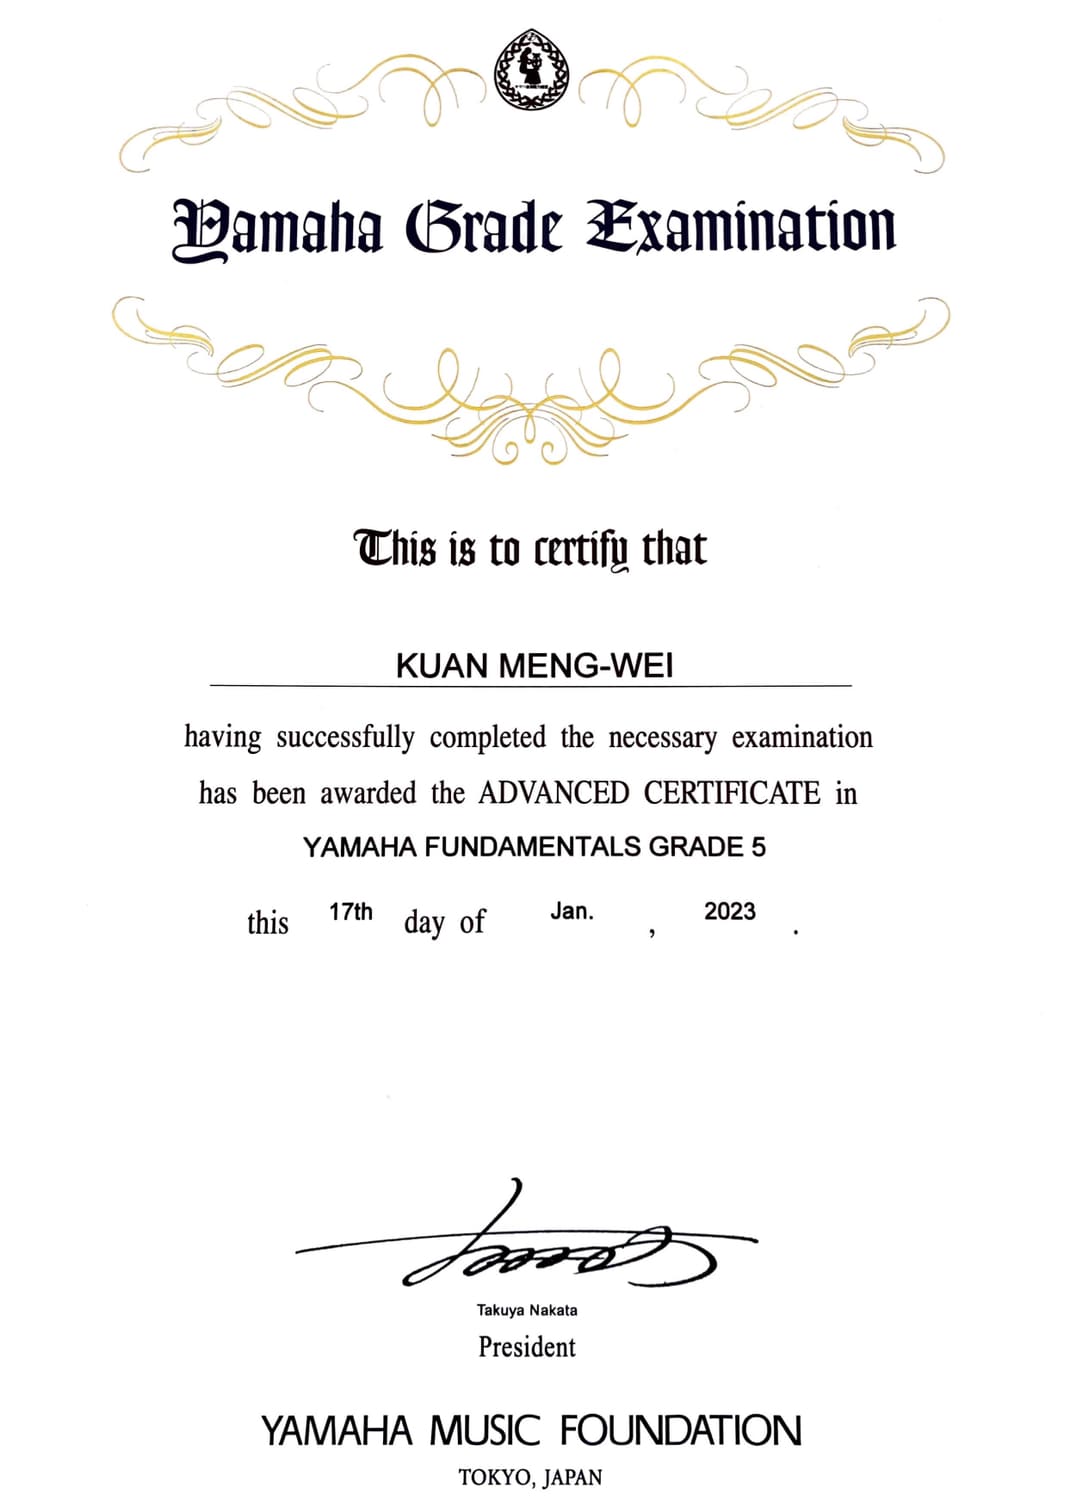 Yamaha Grade Examination
This is to certify that
KUAN MENG-WEI
having successfully completed the necessary examination
has been awarded the ADVANCED CERTIFICATE in
YAMAHA FUNDAMENTALS GRADE 5
this 17th day of Jan. , 2023 .
Takuya Nakata
President
YAMAHA MUSIC FOUNDATION
TOKYO, JAPAN